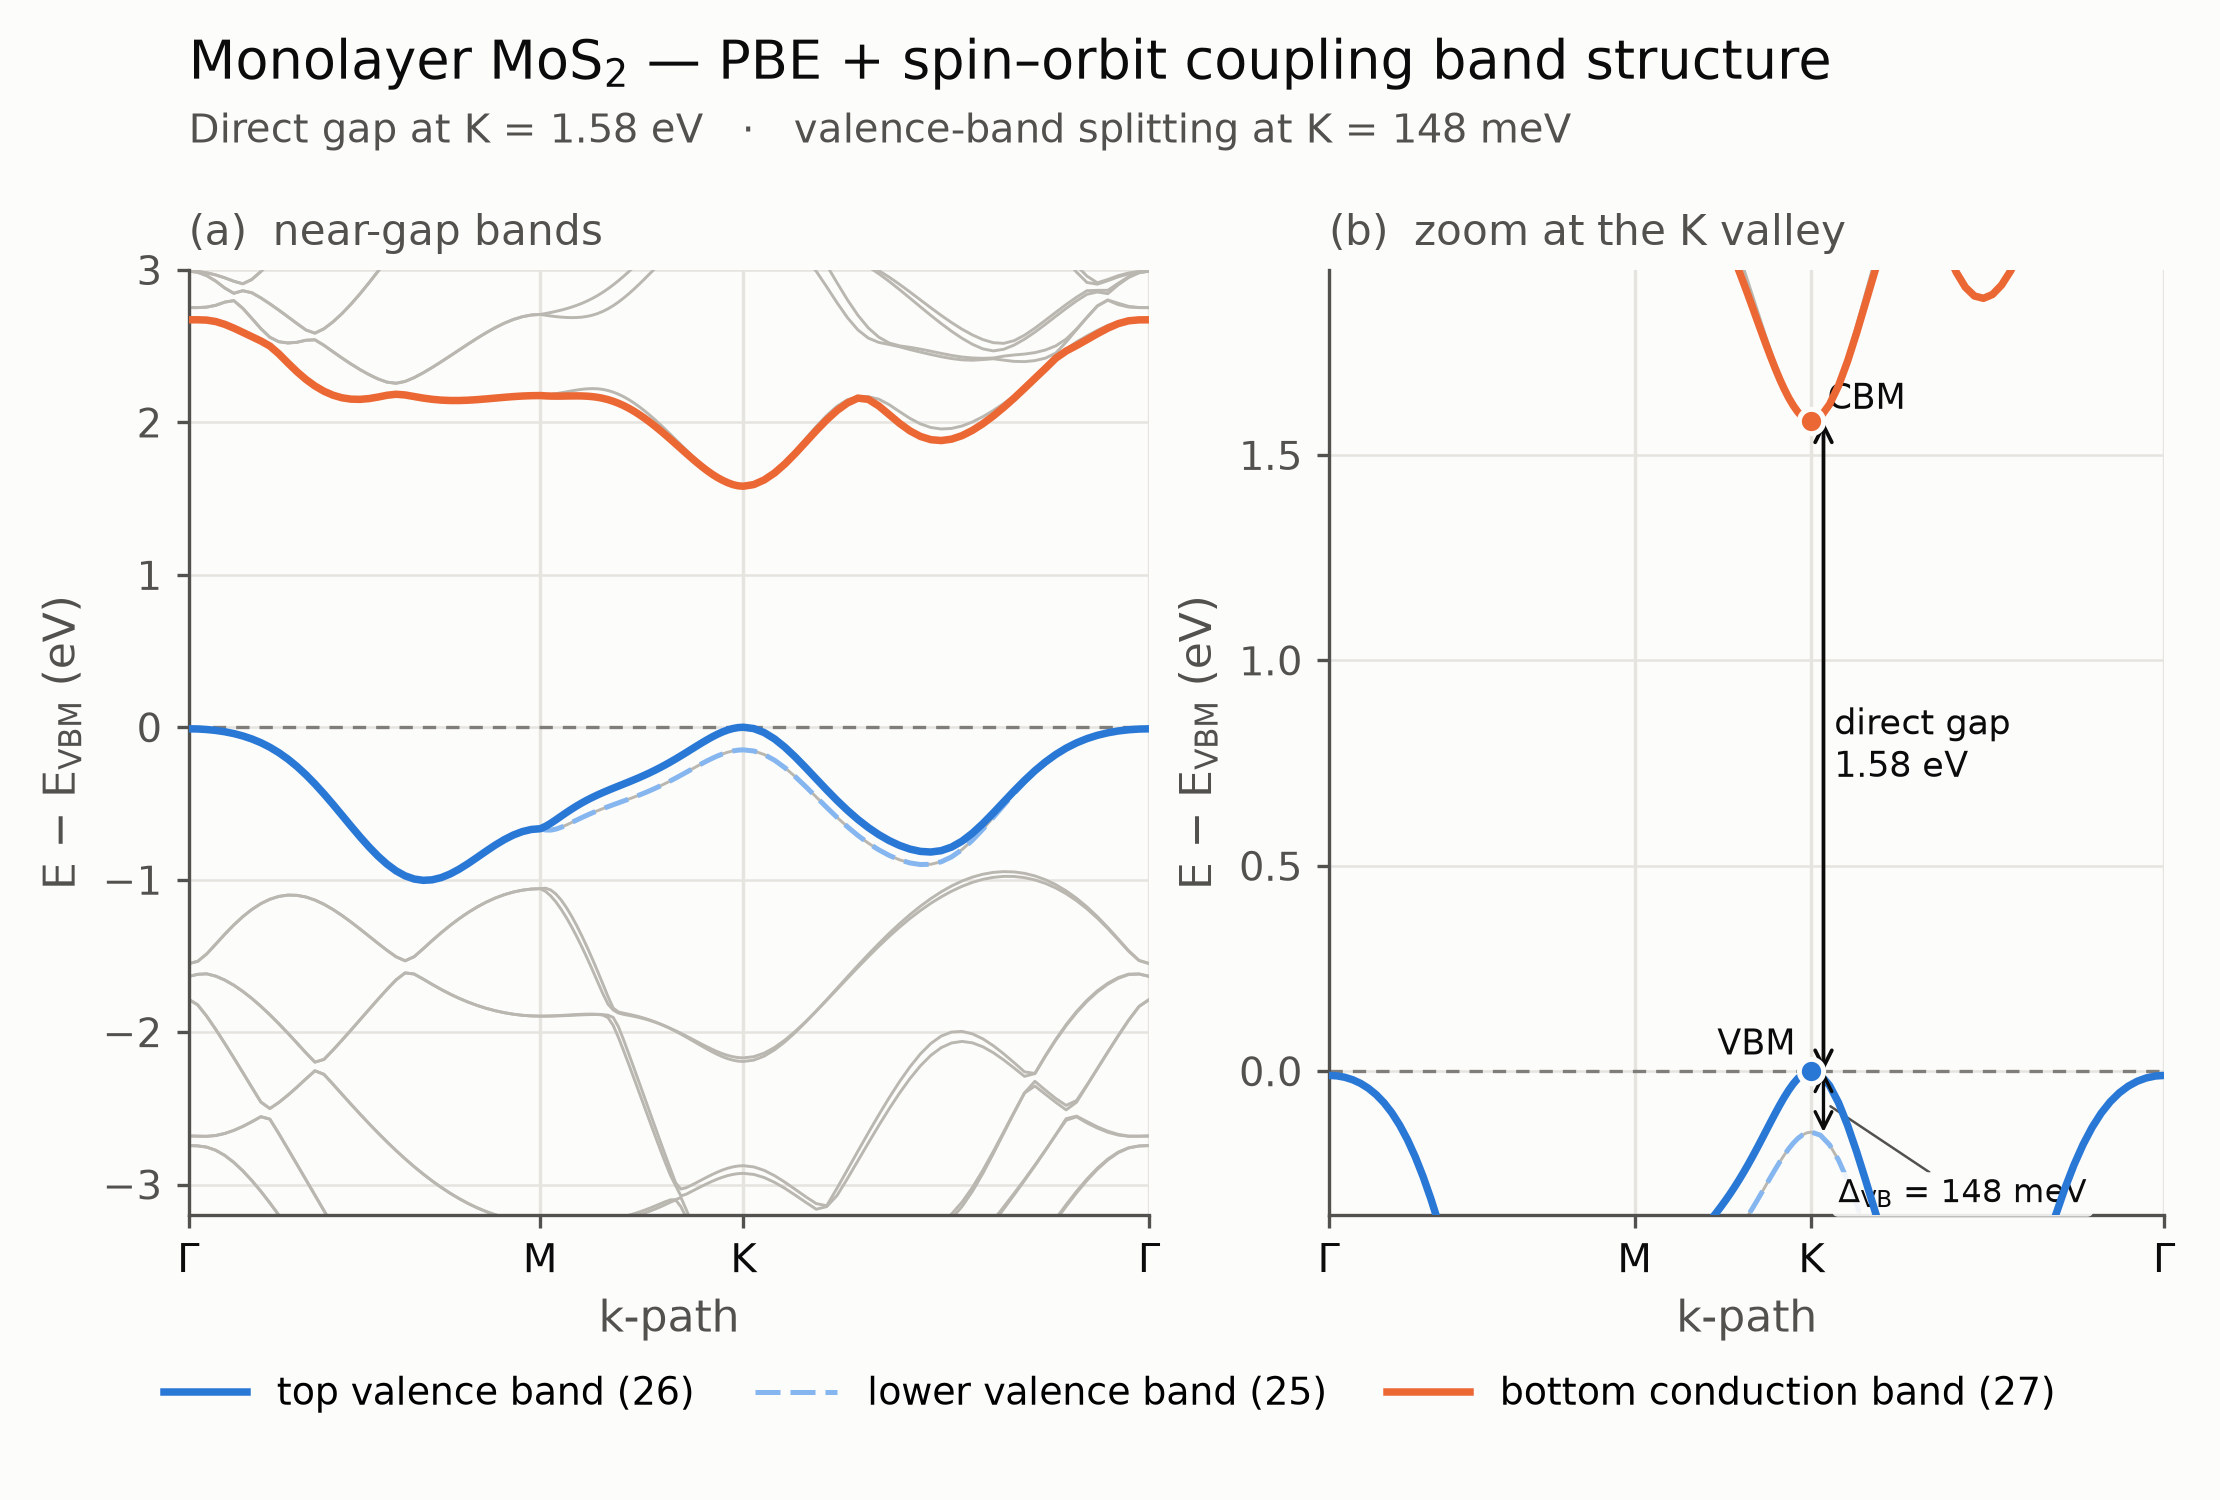 Monolayer MoS₂ — PBE + spin–orbit coupling band structure
Direct gap at K = 1.58 eV · valence-band splitting at K = 148 meV
(a) near-gap bands
3
2
1
0
−1
−2
−3
E − E_VBM (eV)
Γ M K Γ
k-path
(b) zoom at the K valley
1.5
1.0
0.5
0.0
E − E_VBM (eV)
CBM
direct gap
1.58 eV
VBM
Δ_VB = 148 meV
Γ M K Γ
k-path
top valence band (26) lower valence band (25) bottom conduction band (27)